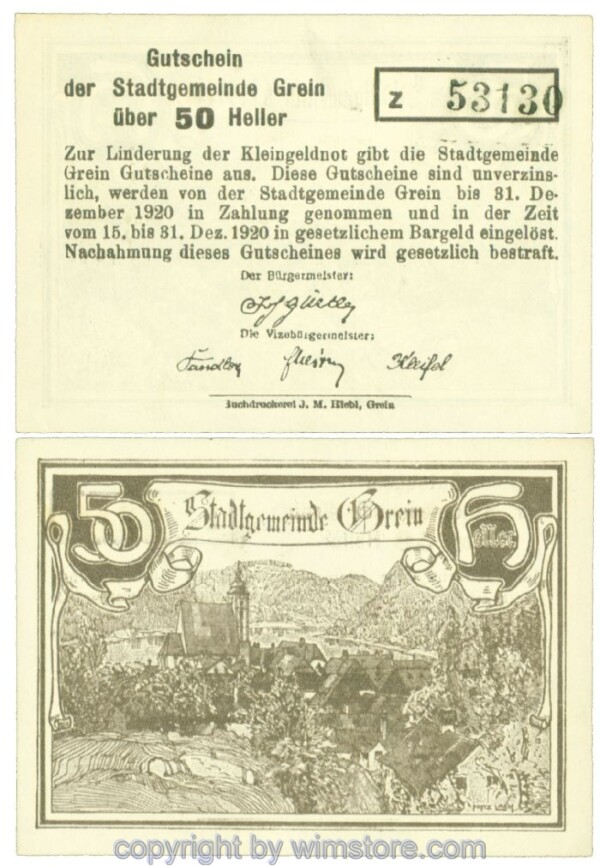 Gutschein
der Stadtgemeinde Grein
über 50 Heller
Z 53130
Zur Linderung der Kleingeldnot gibt die Stadtgemeinde
Grein Gutscheine aus. Diese Gutscheine sind unverzins-
lich, werden von der Stadtgemeinde Grein bis 31. De-
zember 1920 in Zahlung genommen und in der Zeit
vom 15. bis 31. Dez. 1920 in gesetzlichem Bargeld eingelöst.
Nachahmung dieses Gutscheines wird gesetzlich bestraft.
Der Bürgermeister:
Die Vizebürgermeister:
Buchdruckerei J. M. Hiebl, Grein
50 Stadtgemeinde Grein Heller
copyright by wimstore.com